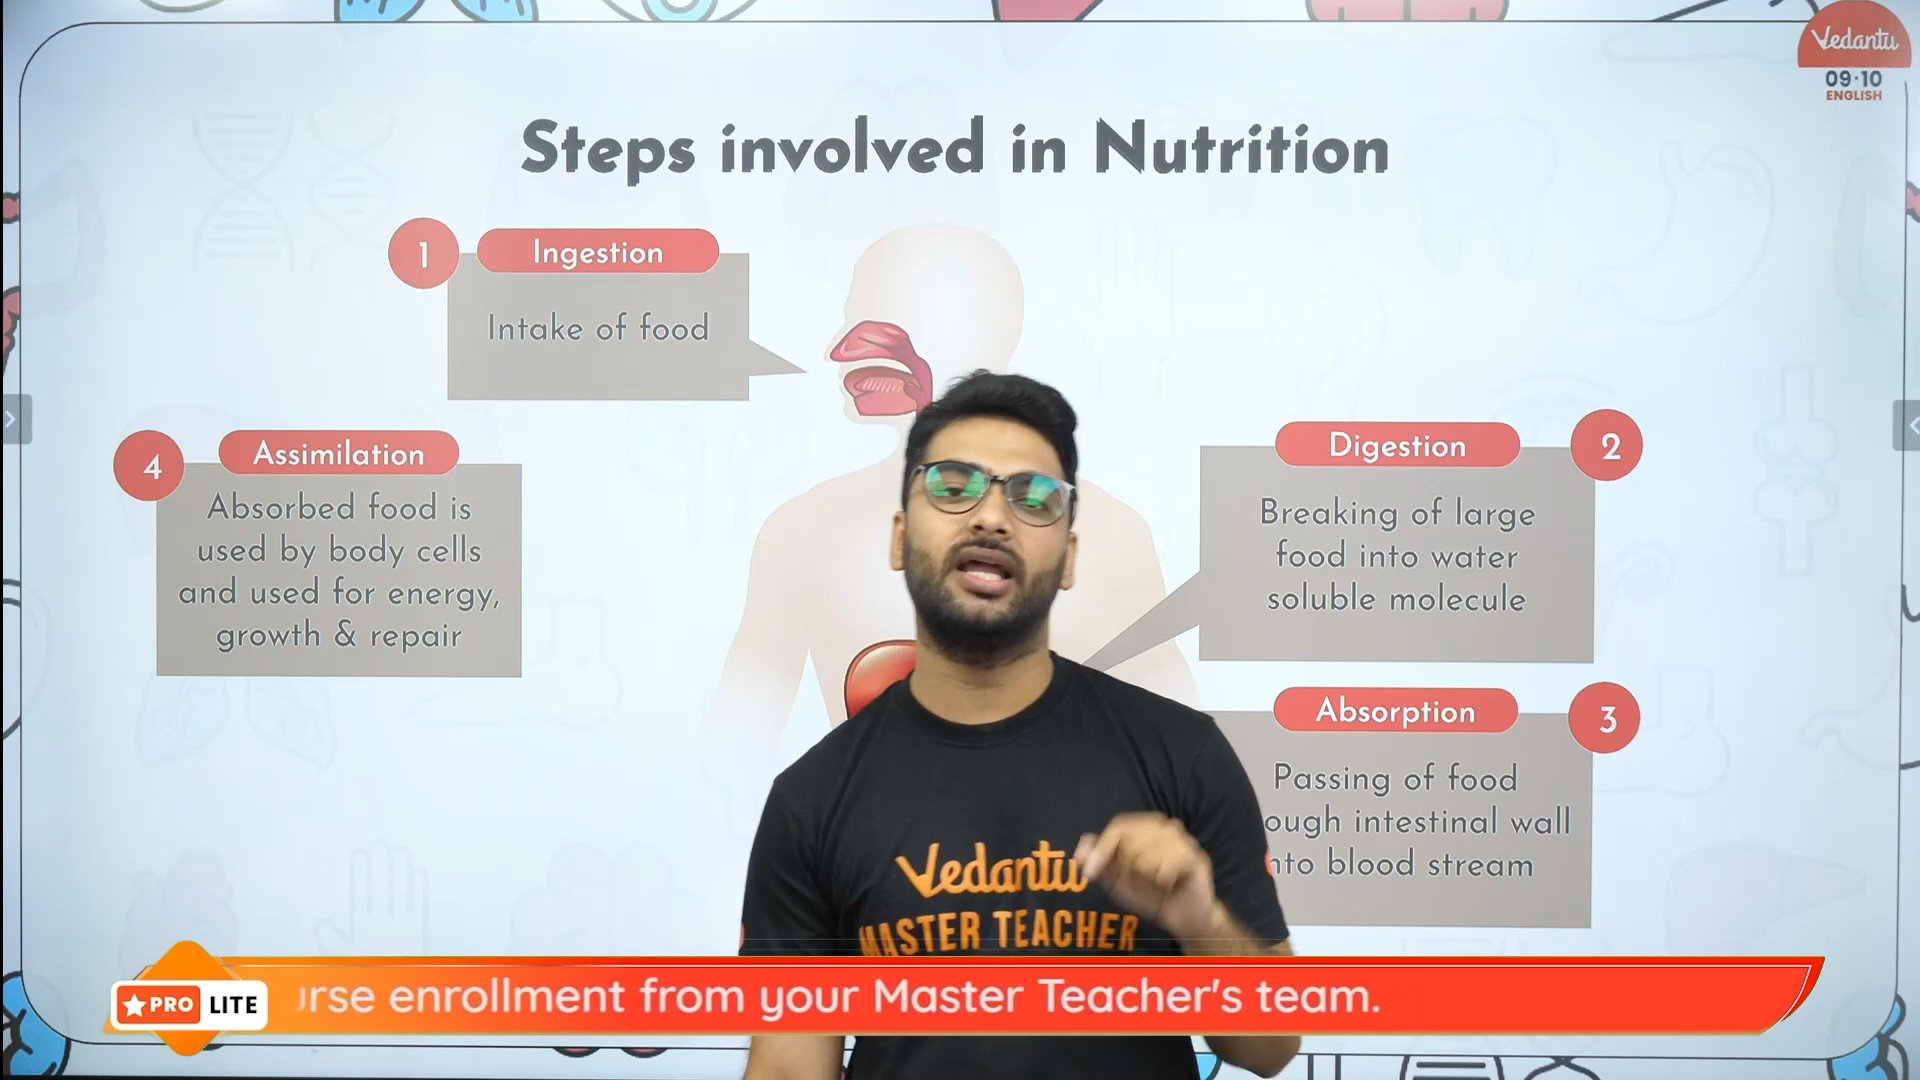 Vedantu
09·10
ENGLISH
Steps involved in Nutrition
1
Ingestion
Intake of food
4
Assimilation
Absorbed food is
used by body cells
and used for energy,
growth & repair
Digestion
2
Breaking of large
food into water
soluble molecule
Absorption
3
Passing of food
intestinal wall
blood stream
Vedantu
MASTER TEACHER
PRO LITE
enrollment from your Master Teacher's team.